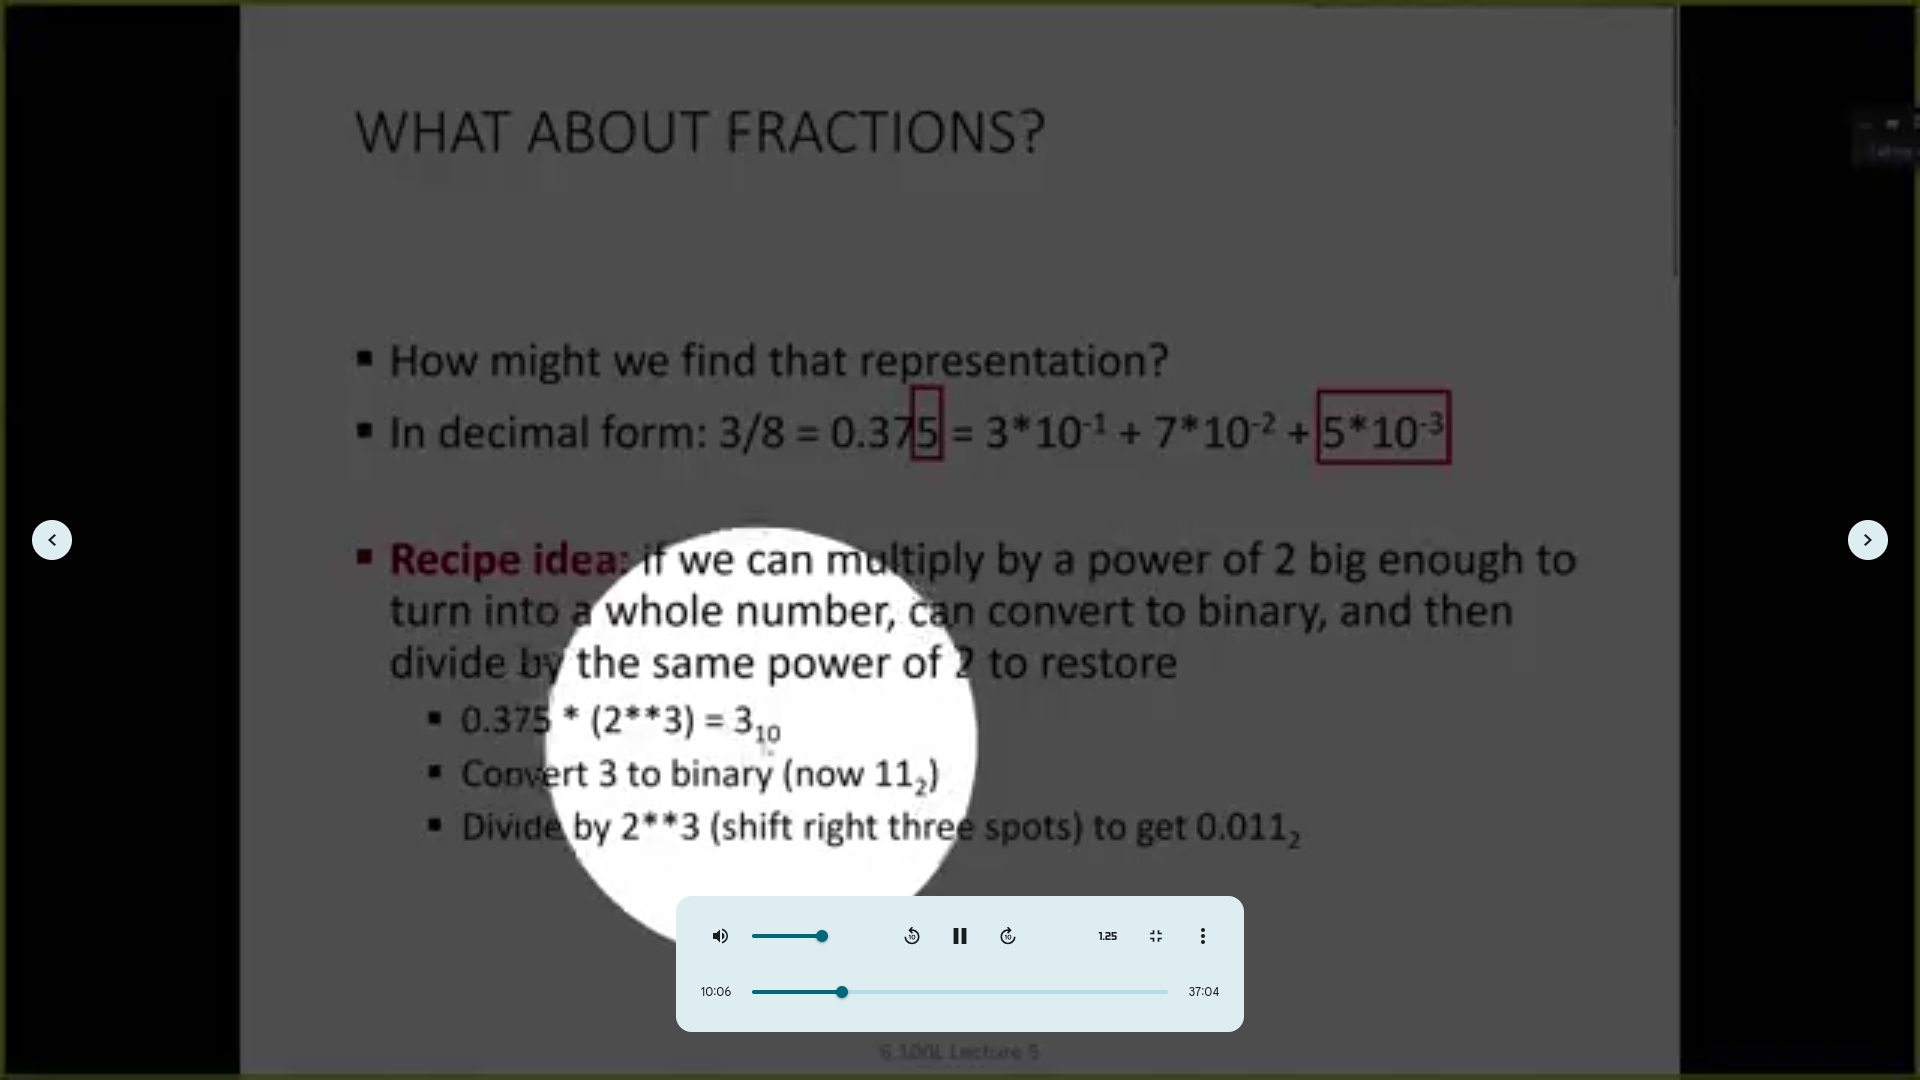 WHAT ABOUT FRACTIONS?
▪ How might we find that representation?
▪ In decimal form: 3/8 = 0.375 = 3*10⁻¹ + 7*10⁻² + 5*10⁻³
▪ Recipe idea: if we can multiply by a power of 2 big enough to
turn into a whole number, can convert to binary, and then
divide by the same power of 2 to restore
▪ 0.375 * (2**3) = 3₁₀
▪ Convert 3 to binary (now 11₂)
▪ Divide by 2**3 (shift right three spots) to get 0.011₂
1.25
10:06
37:04
6.100L Lecture 5